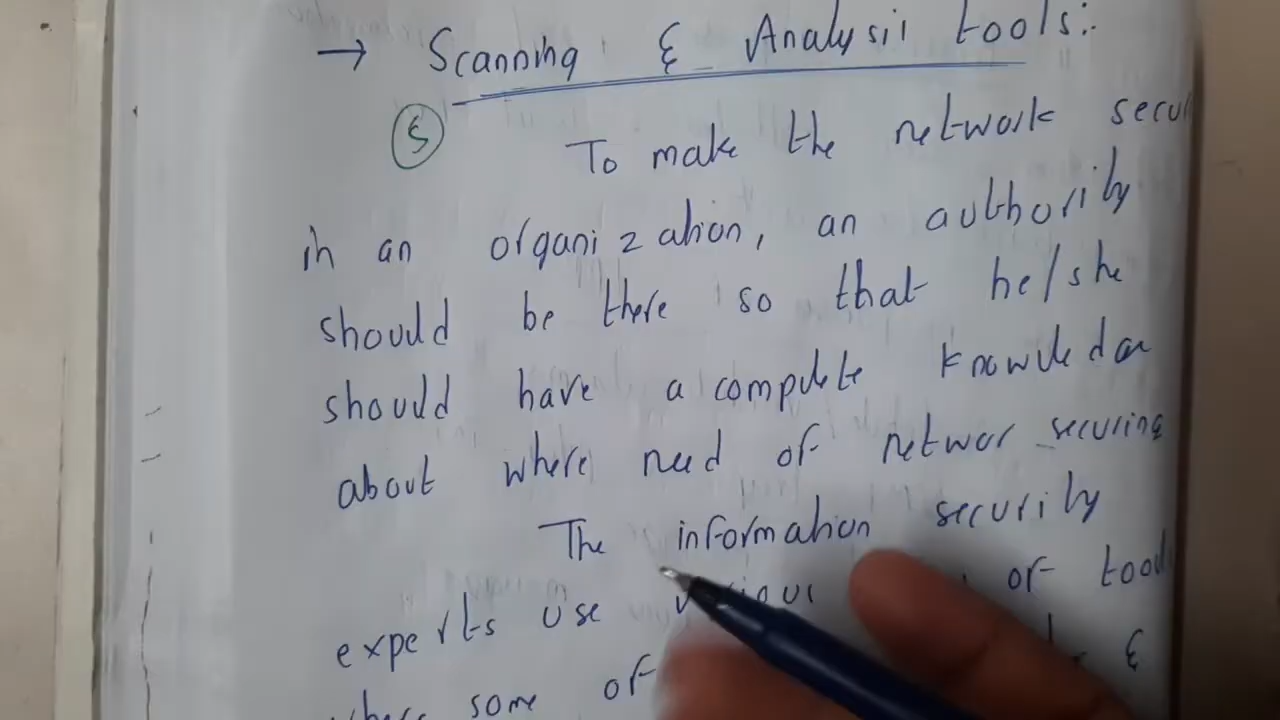 → Scanning & Analysis tools:
5
To make the network secu
in an organization, an authority
should be there so that he/she
should have a complete knowledge
about where need of networ securing
The information security
experts use of tools
some of &